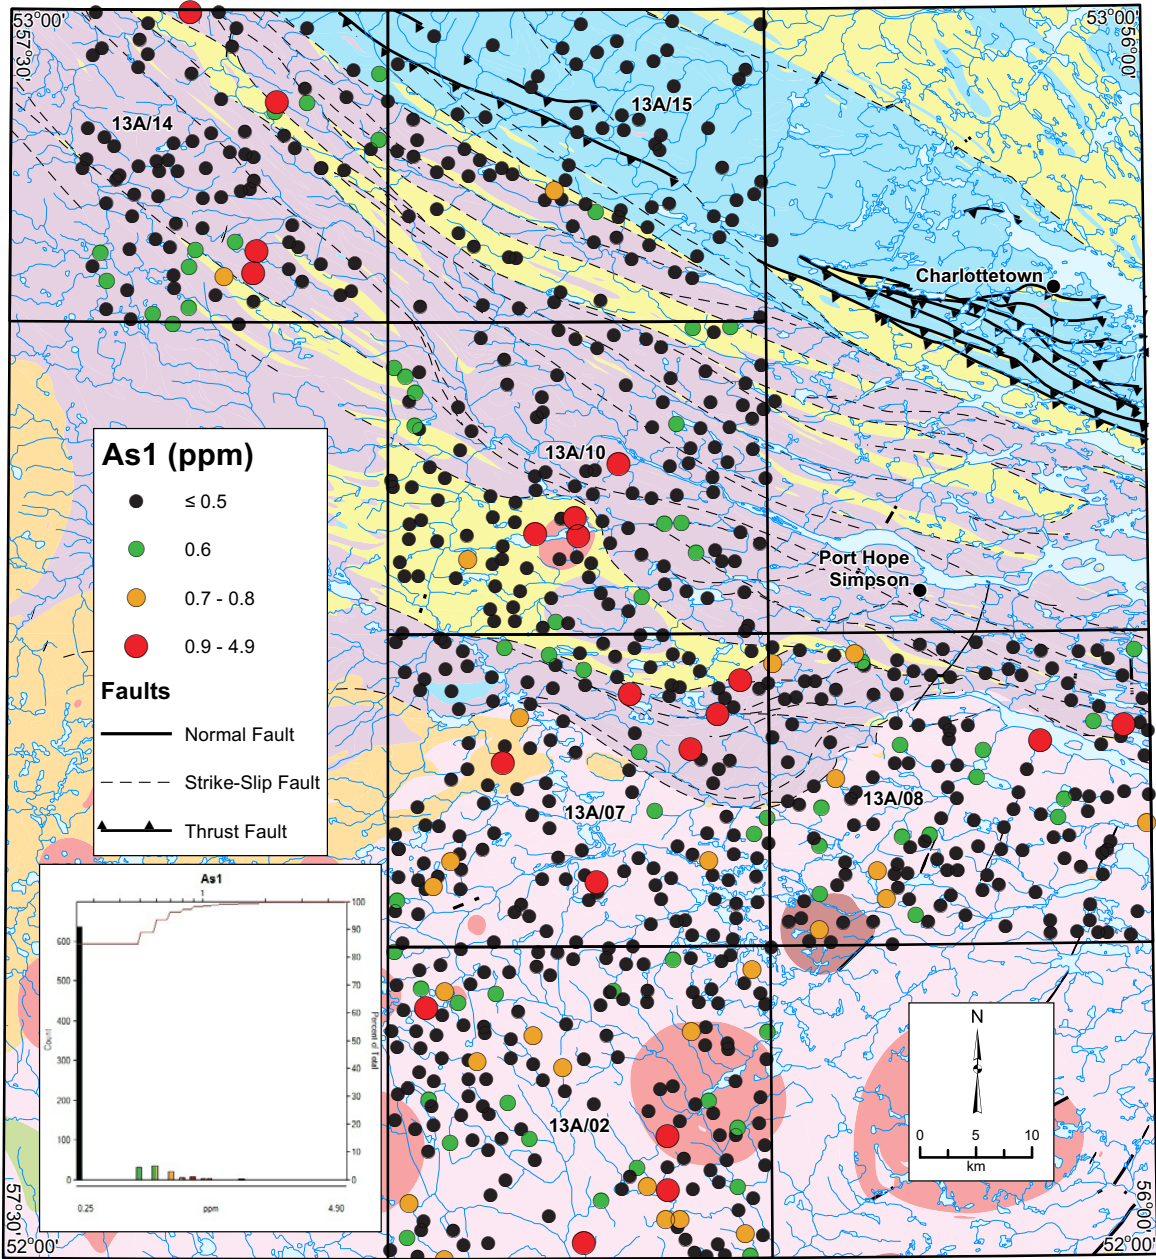 53°00'
57°30'
53°00'
56°00'
13A/14
13A/15
Charlottetown
13A/10
As1 (ppm)
≤ 0.5
0.6
0.7 - 0.8
0.9 - 4.9
Faults
Normal Fault
Strike-Slip Fault
Thrust Fault
Port Hope
Simpson
13A/07
13A/08
As1
1
100
90
80
70
60
50
40
30
20
10
0
600
500
400
300
200
100
0
Count
Percent of Total
0.25
ppm
4.90
13A/02
N
0
5
10
km
57°30'
52°00'
56°00'
52°00'